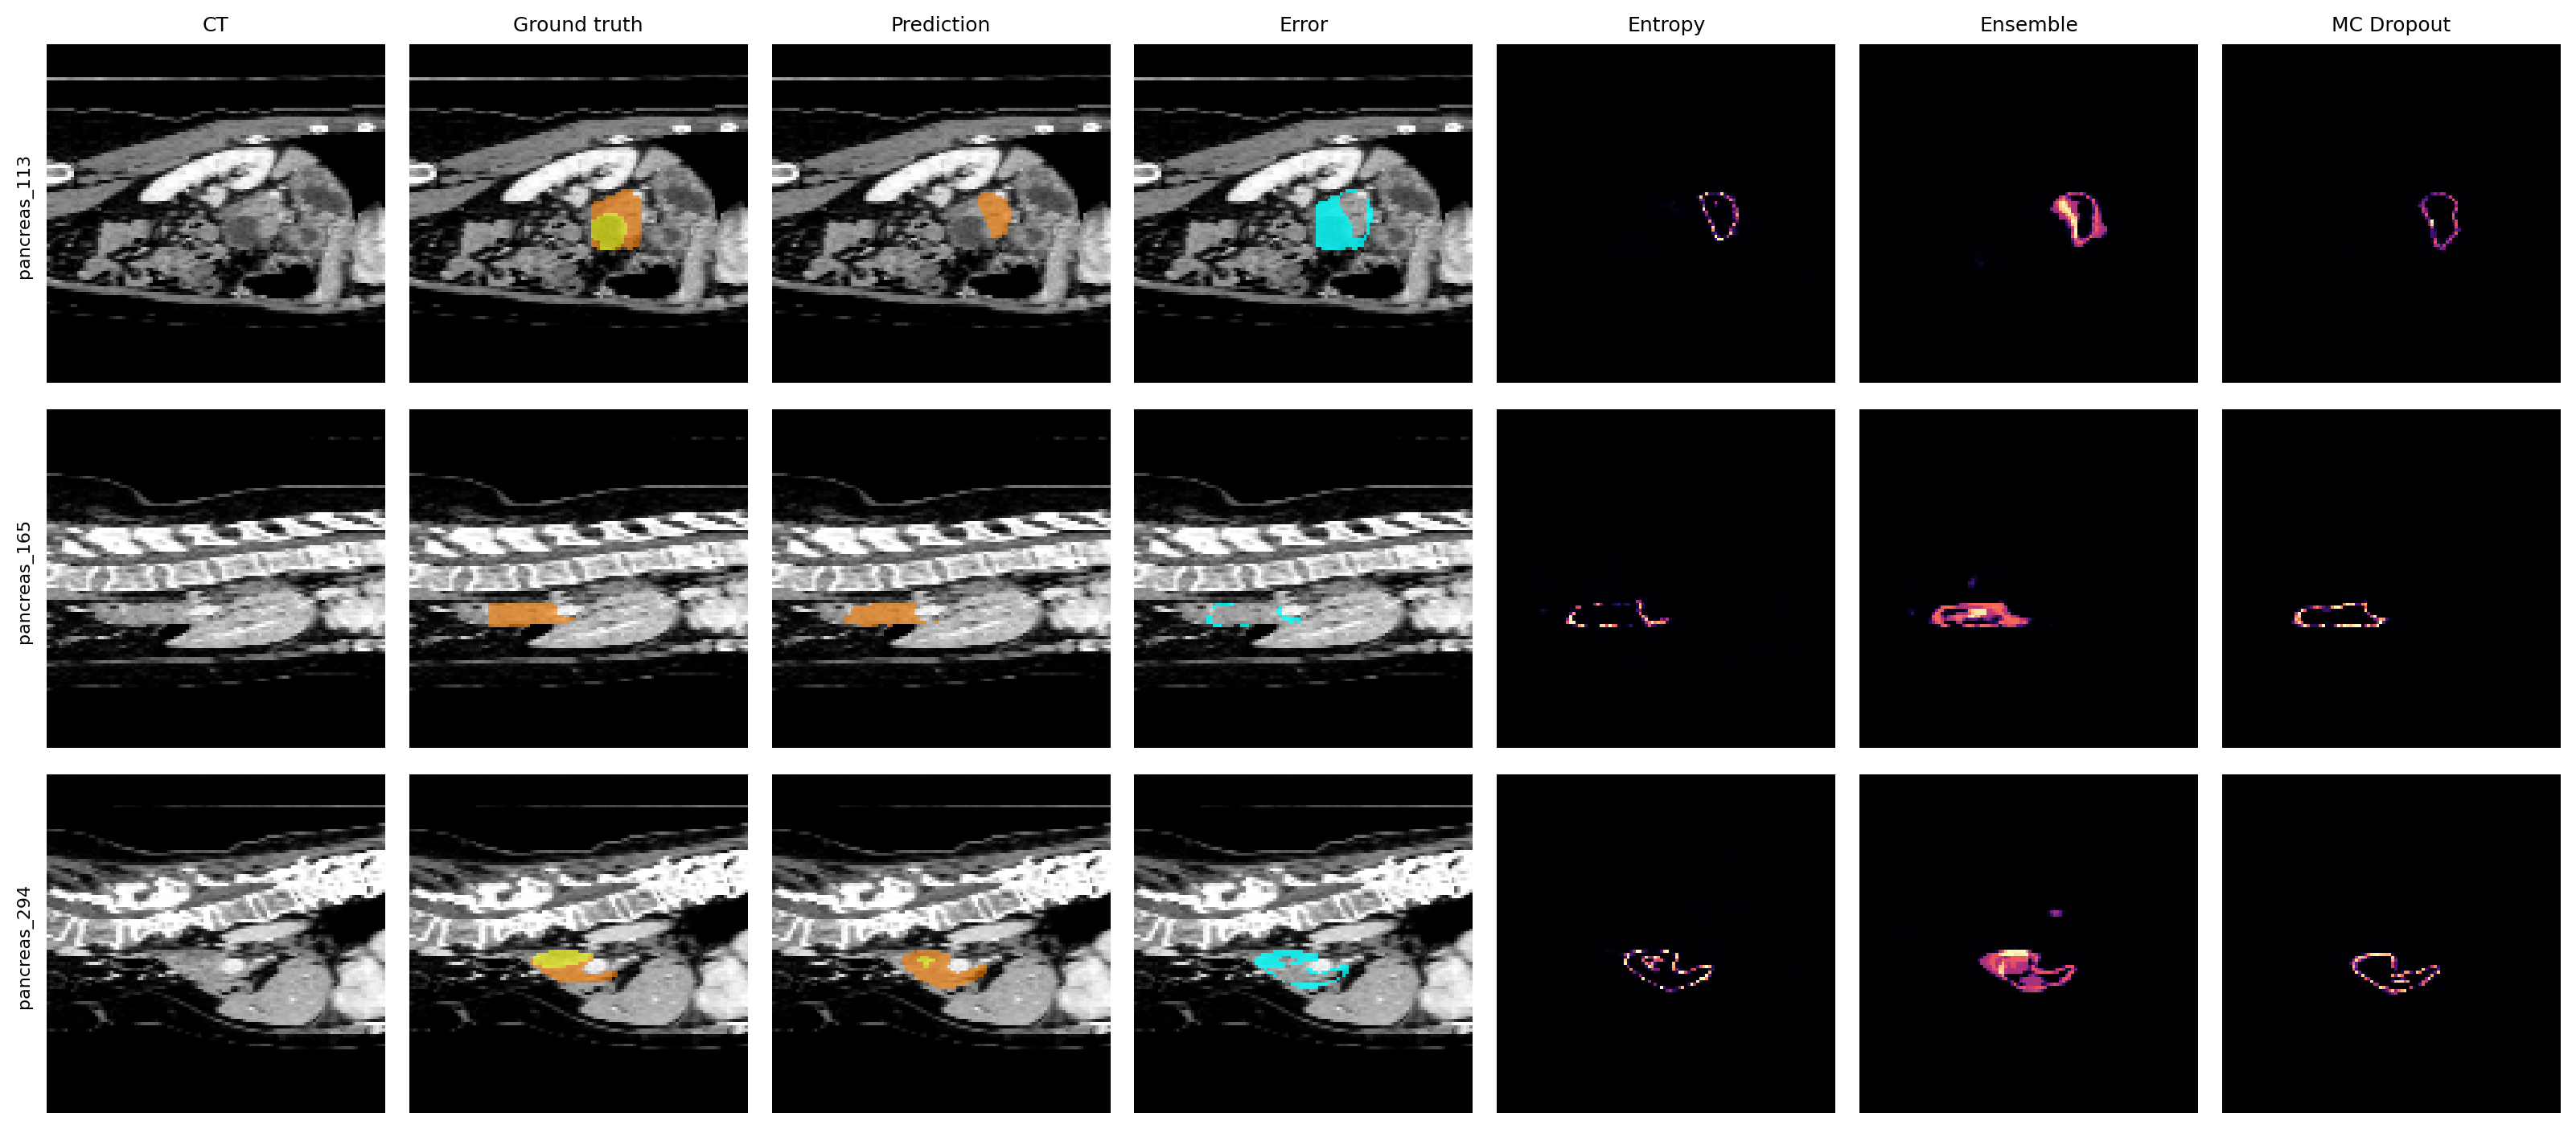 CT Ground truth Prediction Error Entropy Ensemble MC Dropout
pancreas_113
pancreas_165
pancreas_294